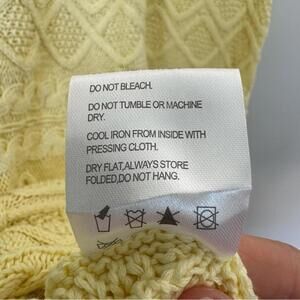 DO NOT BLEACH.
DO NOT TUMBLE OR MACHINE
DRY.
COOL IRON FROM INSIDE WITH
PRESSING CLOTH.
DRY FLAT,ALWAYS STORE
FOLDED,DO NOT HANG.